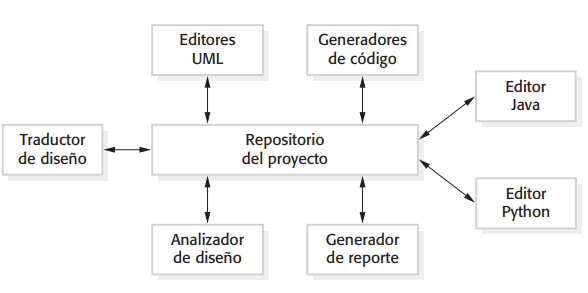 Editores
UML
Generadores
de código
Editor
Java
Traductor
de diseño
Repositorio
del proyecto
Editor
Python
Analizador
de diseño
Generador
de reporte